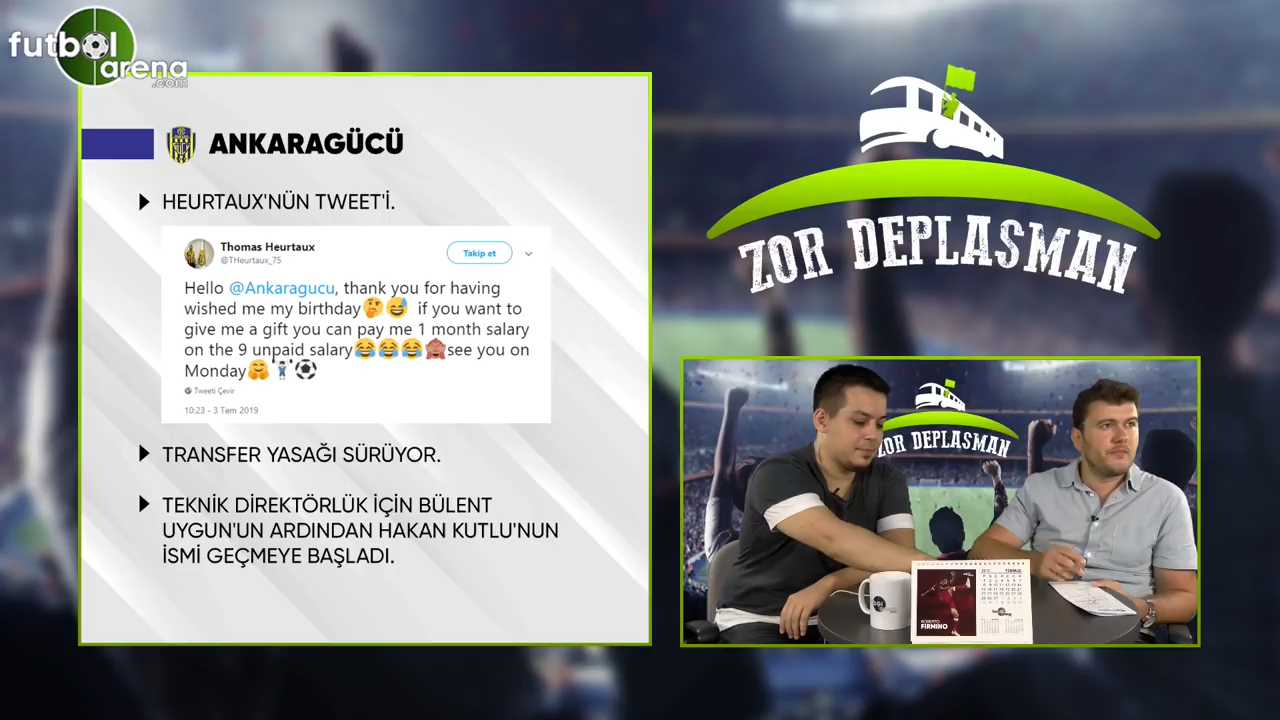 futbol
arena
.com
ANKARAGÜCÜ
HEURTAUX'NÜN TWEET'İ.
Thomas Heurtaux
@THeurtaux_75
Takip et
Hello @Ankaragucu, thank you for having
wished me my birthday🤔😅 if you want to
give me a gift you can pay me 1 month salary
on the 9 unpaid salary😂😂😂🙈see you on
Monday🤗🤾⚽
Tweeti Çevir
10:23 - 3 Tem 2019
TRANSFER YASAĞI SÜRÜYOR.
TEKNİK DİREKTÖRLÜK İÇİN BÜLENT
UYGUN'UN ARDINDAN HAKAN KUTLU'NUN
İSMİ GEÇMEYE BAŞLADI.
ZOR DEPLASMAN
ZOR DEPLASMAN
TEMMUZ
ROBERTO
FIRMINO